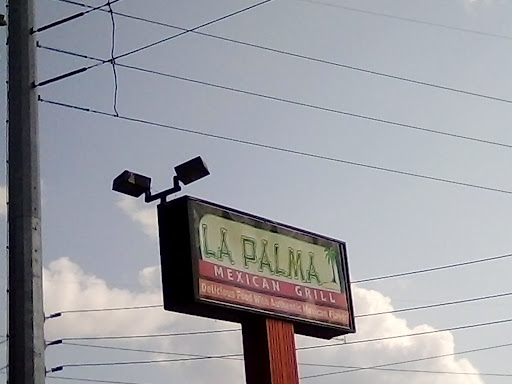 LA PALMA
MEXICAN GRILL
Delicious Food With Authentic Mexican Flavor